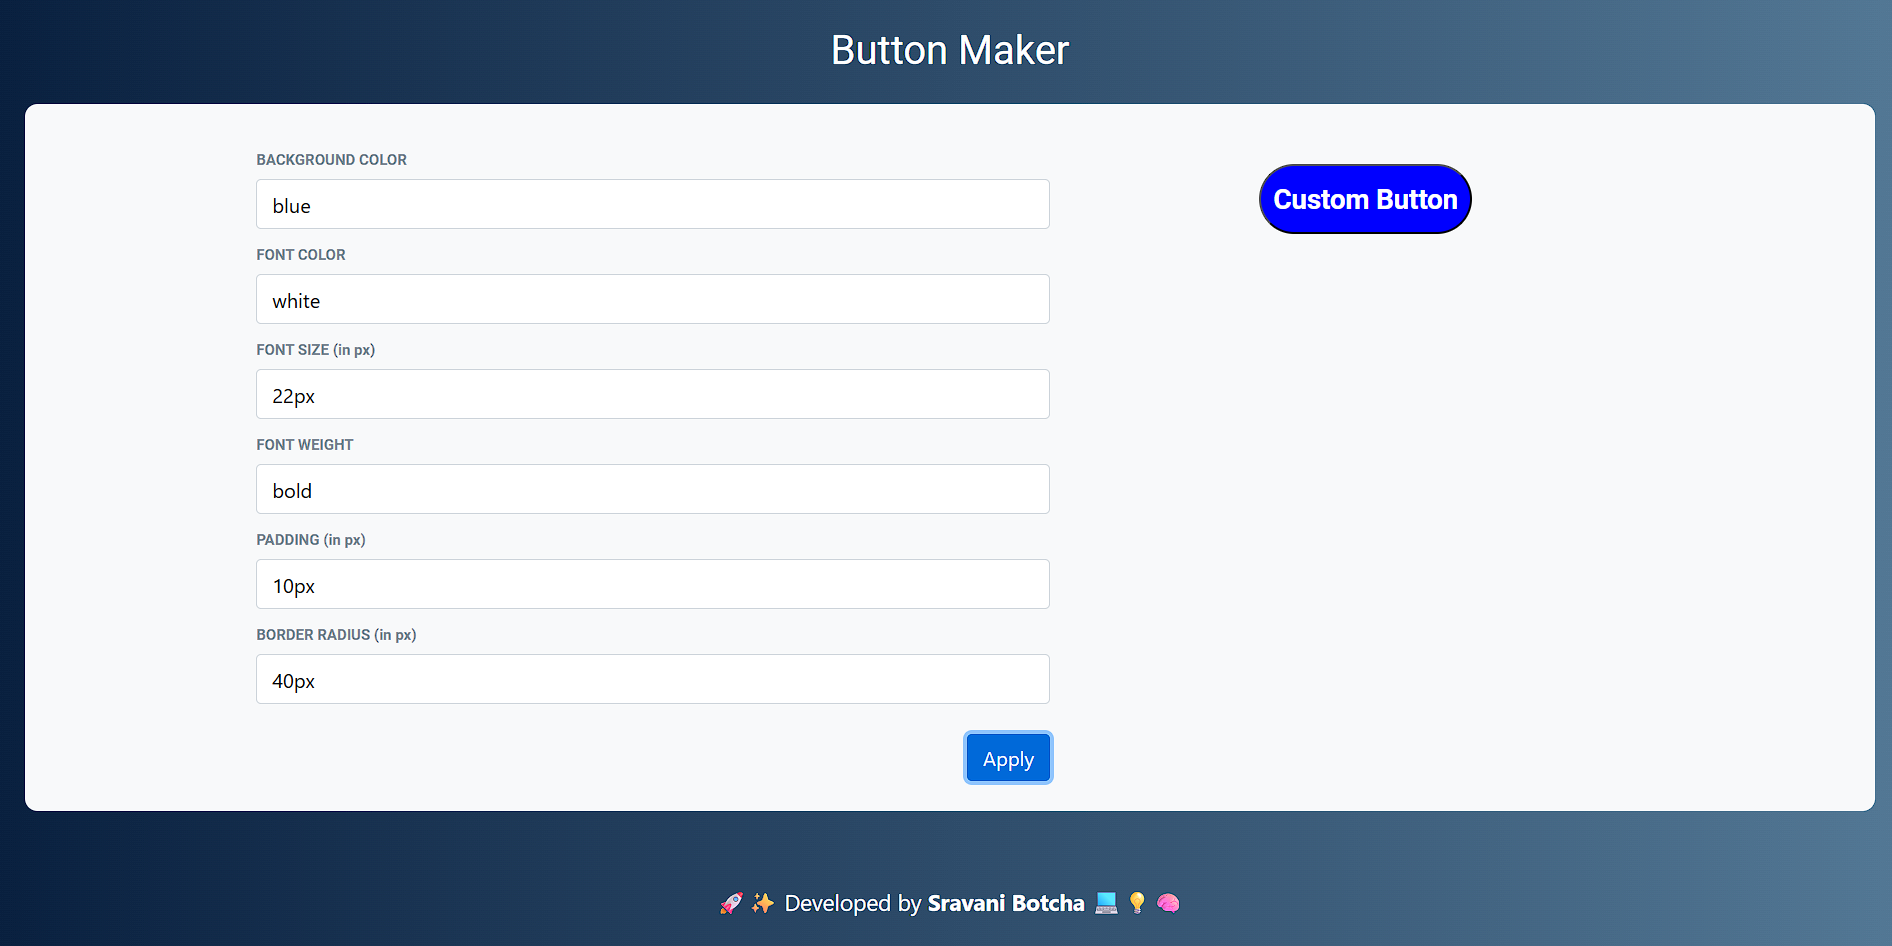 Button Maker
BACKGROUND COLOR
blue
Custom Button
FONT COLOR
white
FONT SIZE (in px)
22px
FONT WEIGHT
bold
PADDING (in px)
10px
BORDER RADIUS (in px)
40px
Apply
🚀 ✨ Developed by Sravani Botcha 💻 💡 🧠